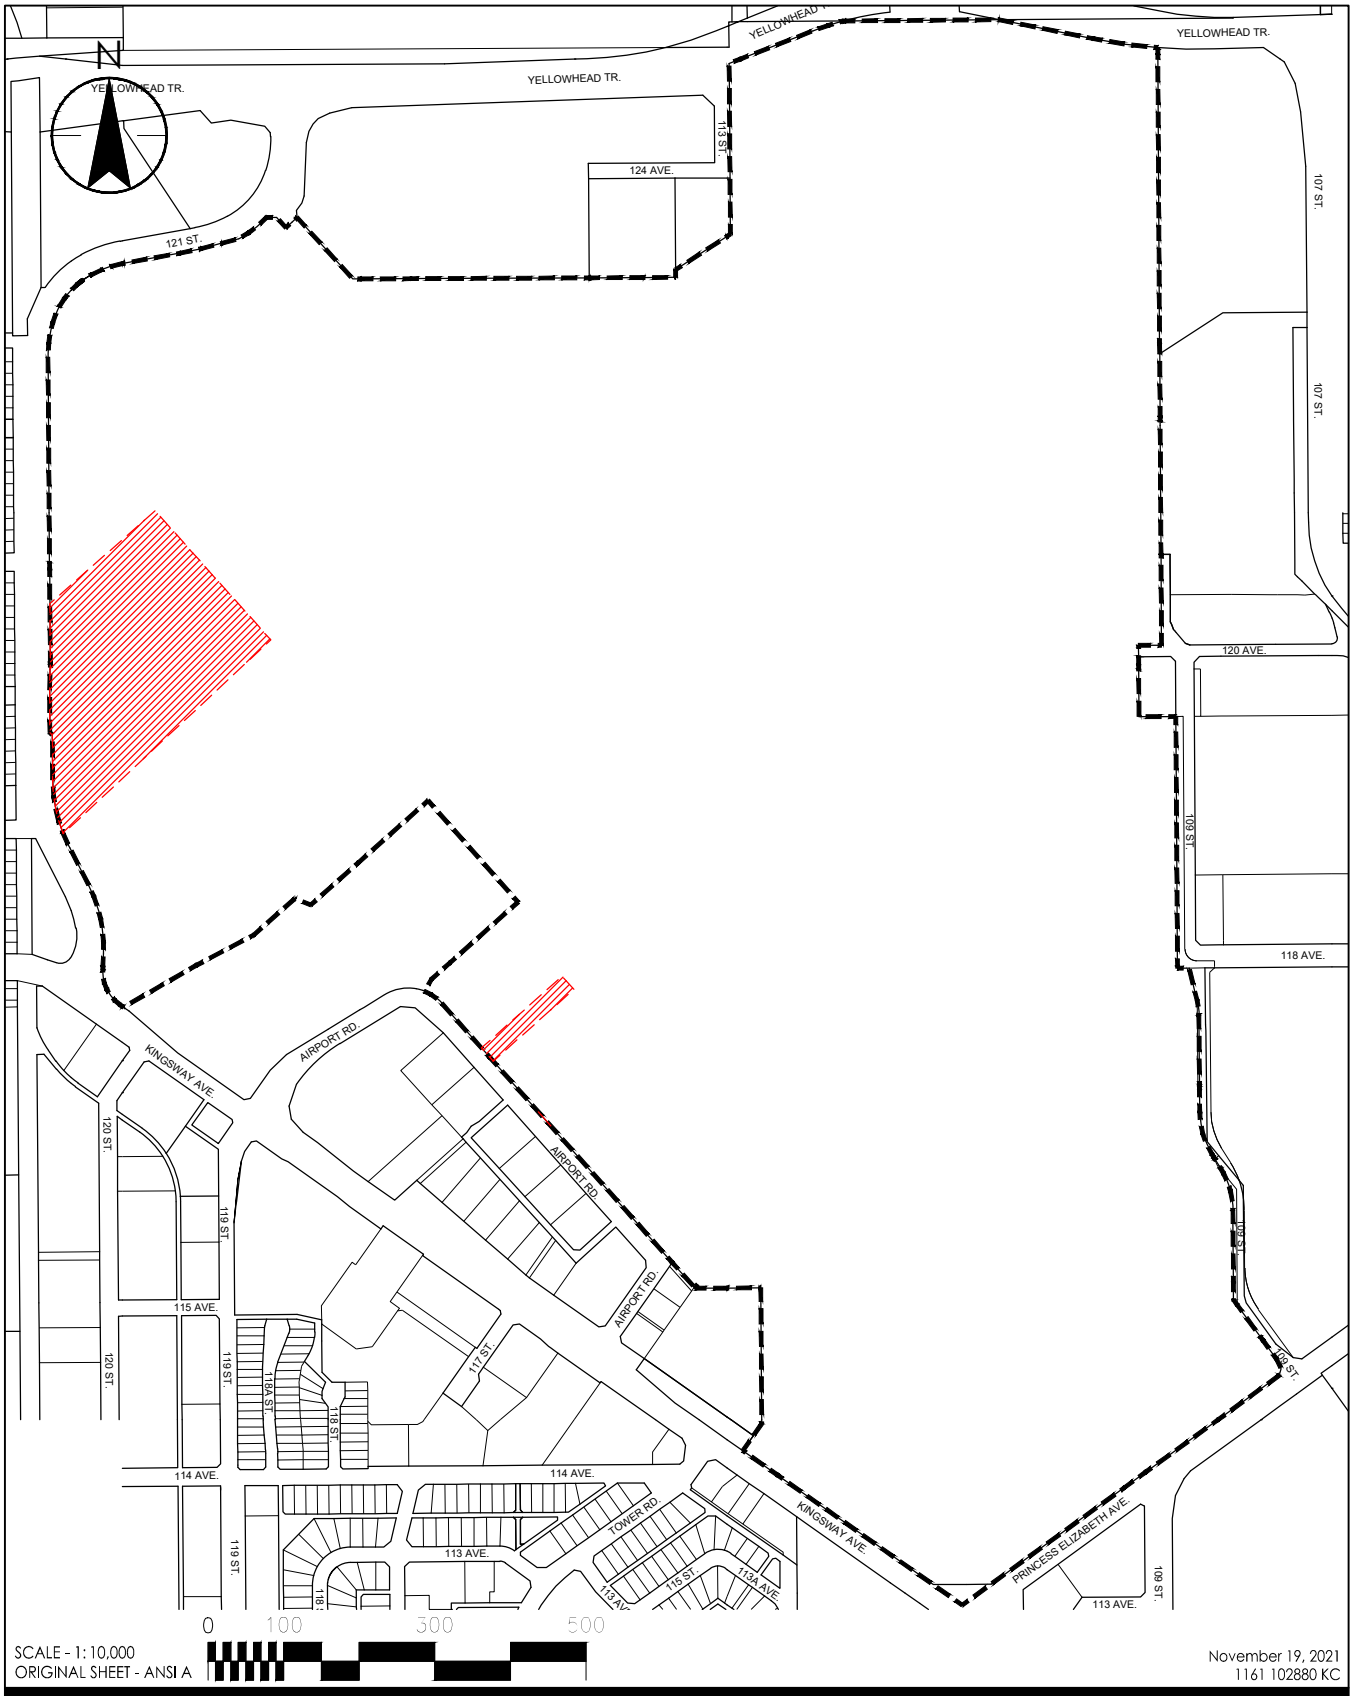 YELLOWHEAD T
YELLOWHEAD TR.
N
YELLOWHEAD TR.
YELLOWHEAD TR.
113 ST.
124 AVE.
107 ST.
121 ST.
107 ST.
120 AVE.
109 ST.
118 AVE.
AIRPORT RD.
KINGSWAY AVE.
120 ST.
AIRPORT RD.
119 ST.
109 ST.
AIRPORT RD.
115 AVE.
117 ST.
120 ST.
119 ST.
118A ST.
109 ST.
118 ST.
114 AVE.
114 AVE.
TOWER RD.
KINGSWAY AVE.
PRINCESS ELIZABETH AVE.
119 ST.
113 AVE.
115 ST.
113A AVE.
109 ST.
118 S
113 AV
113 AVE.
0 100 300 500
SCALE - 1: 10,000
ORIGINAL SHEET - ANSI A
November 19, 2021
1161 102880 KC